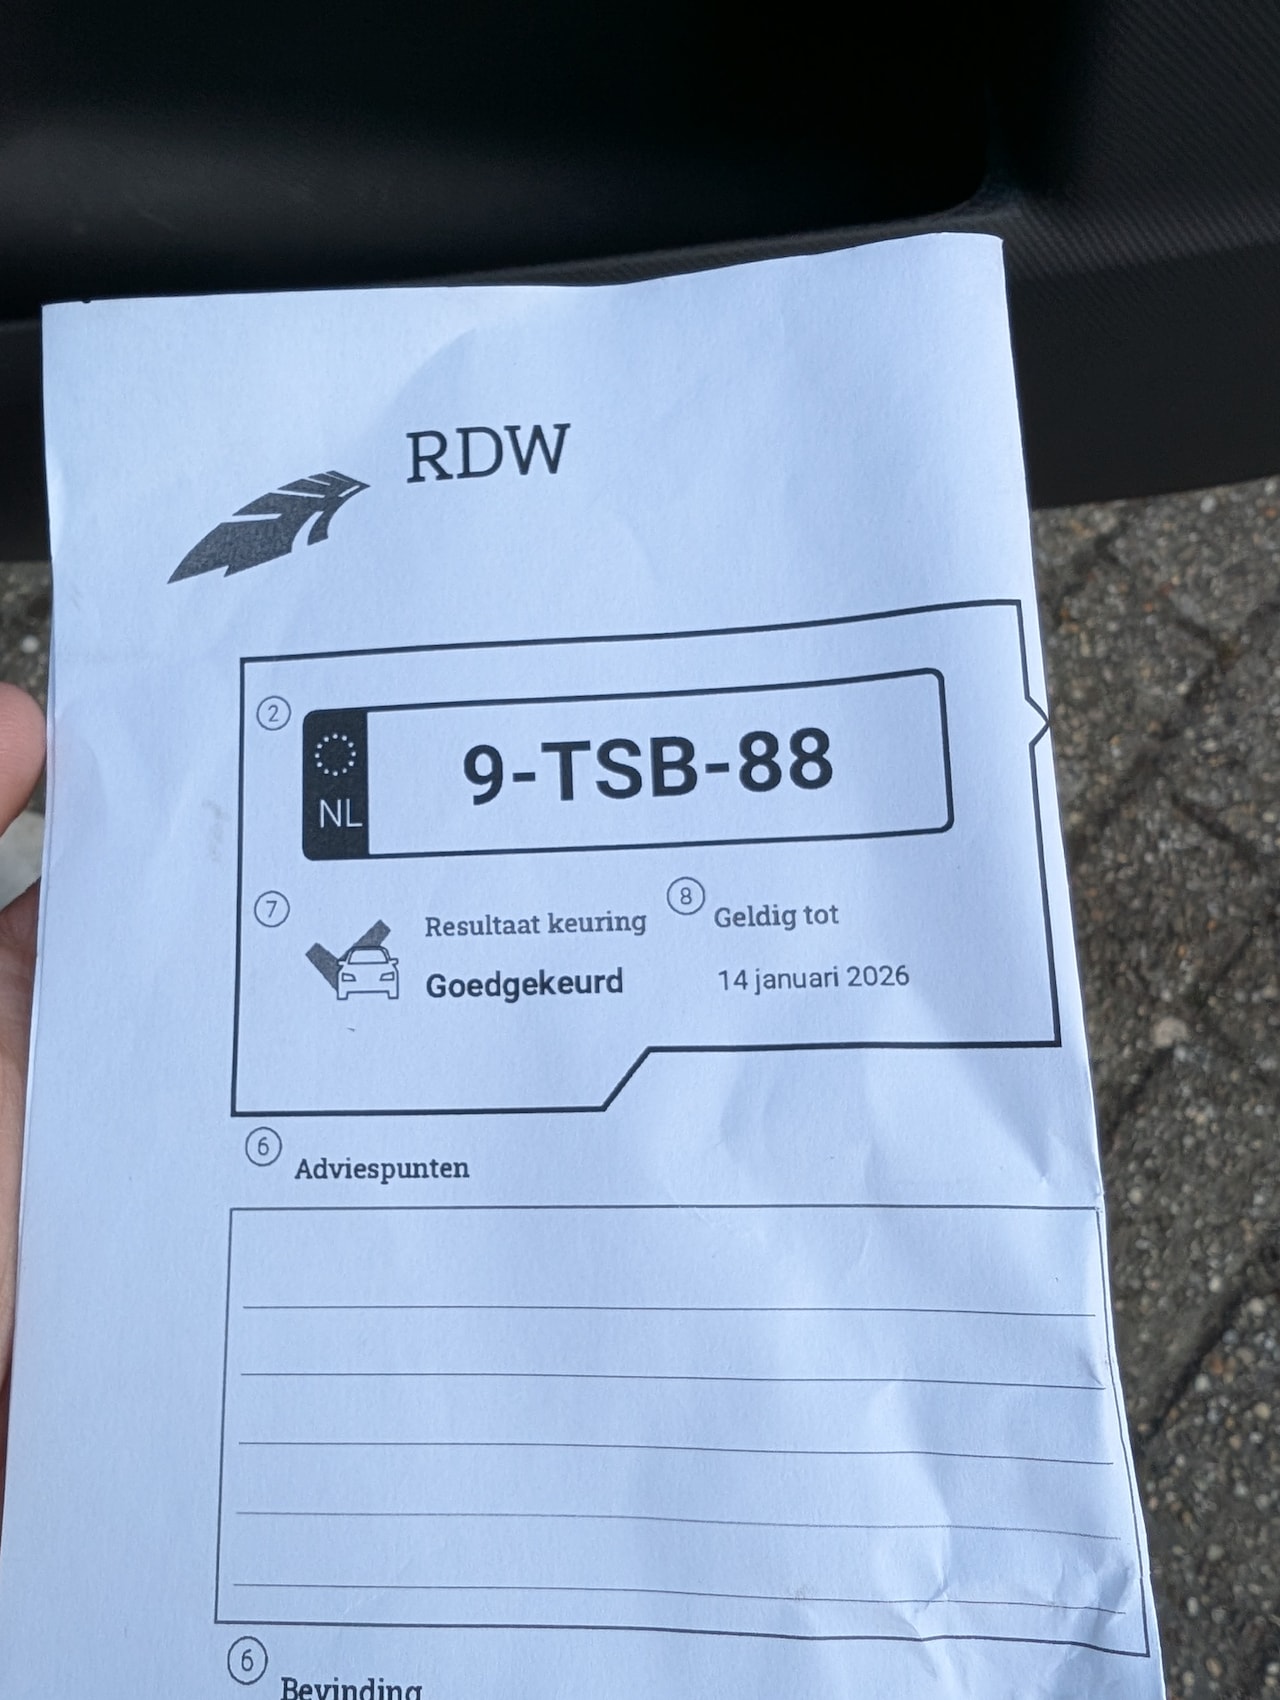 RDW
2
NL
9-TSB-88
7
Resultaat keuring
8
Geldig tot
Goedgekeurd
14 januari 2026
6
Adviespunten
6
Bevinding